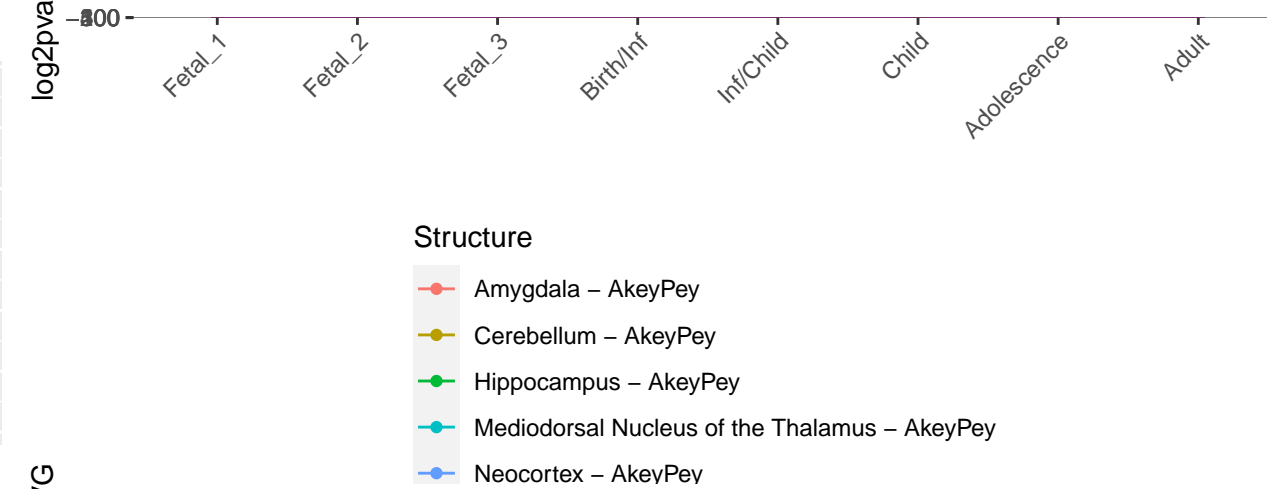 log2pva
Fetal_1
Fetal_2
Fetal_3
Birth/Inf
Inf/Child
Child
Adolescence
Adult
Structure
Amygdala – AkeyPey
Cerebellum – AkeyPey
Hippocampus – AkeyPey
Mediodorsal Nucleus of the Thalamus – AkeyPey
Neocortex – AkeyPey